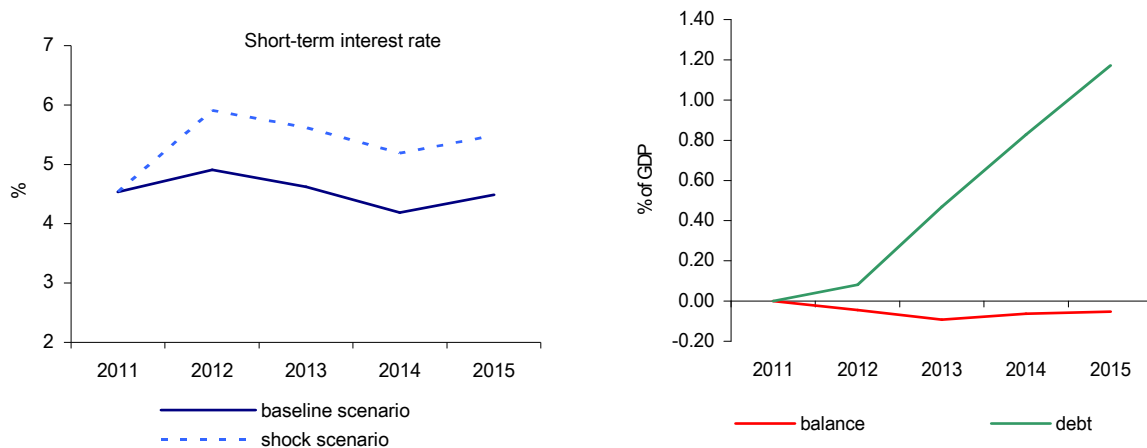 Short-term interest rate
%
7
6
5
4
3
2
2011 2012 2013 2014 2015
baseline scenario
shock scenario
% of GDP
1.40
1.20
1.00
0.80
0.60
0.40
0.20
0.00
-0.20
2011 2012 2013 2014 2015
balance debt